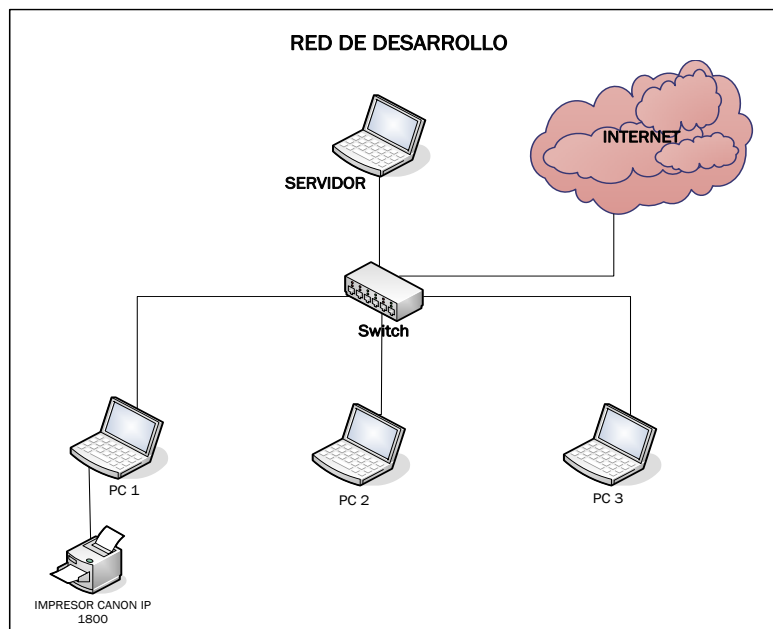 RED DE DESARROLLO
INTERNET
SERVIDOR
Switch
PC 1
PC 2
PC 3
IMPRESOR CANON IP
1800